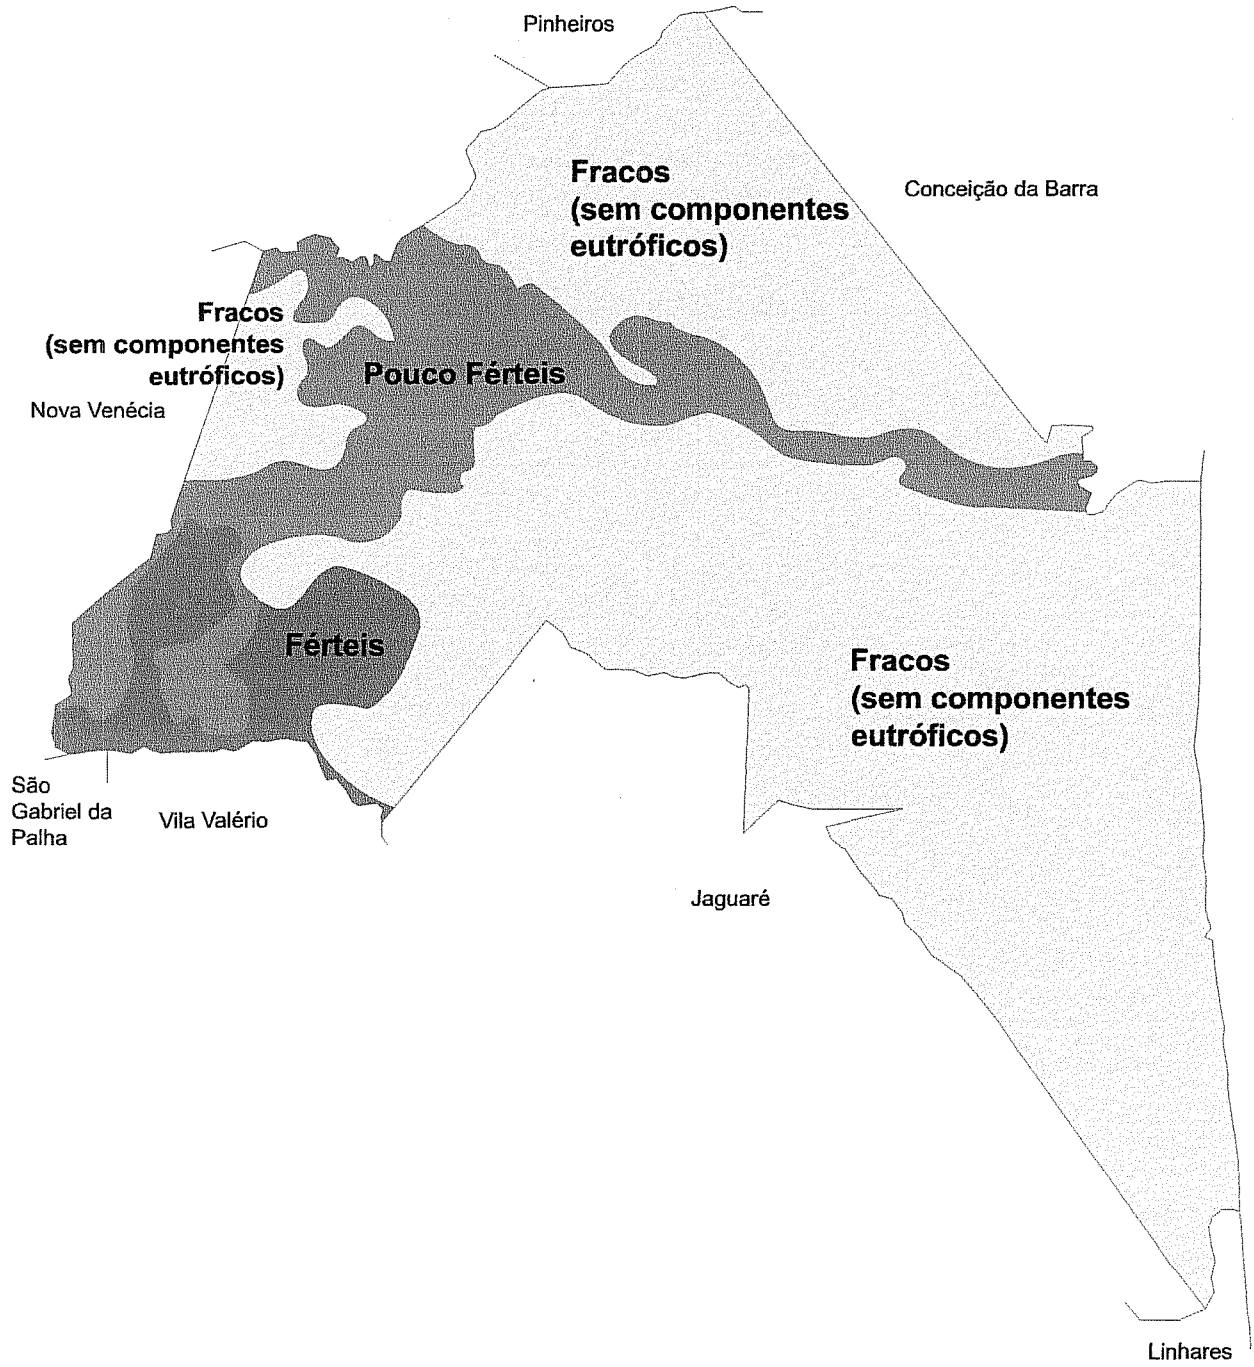 Pinheiros
Fracos
(sem componentes
eutróficos)
Conceição da Barra
Fracos
(sem componentes
eutróficos)
Pouco Férteis
Nova Venécia
Férteis
Fracos
(sem componentes
eutróficos)
São
Gabriel da
Palha
Vila Valério
Jaguaré
Linhares